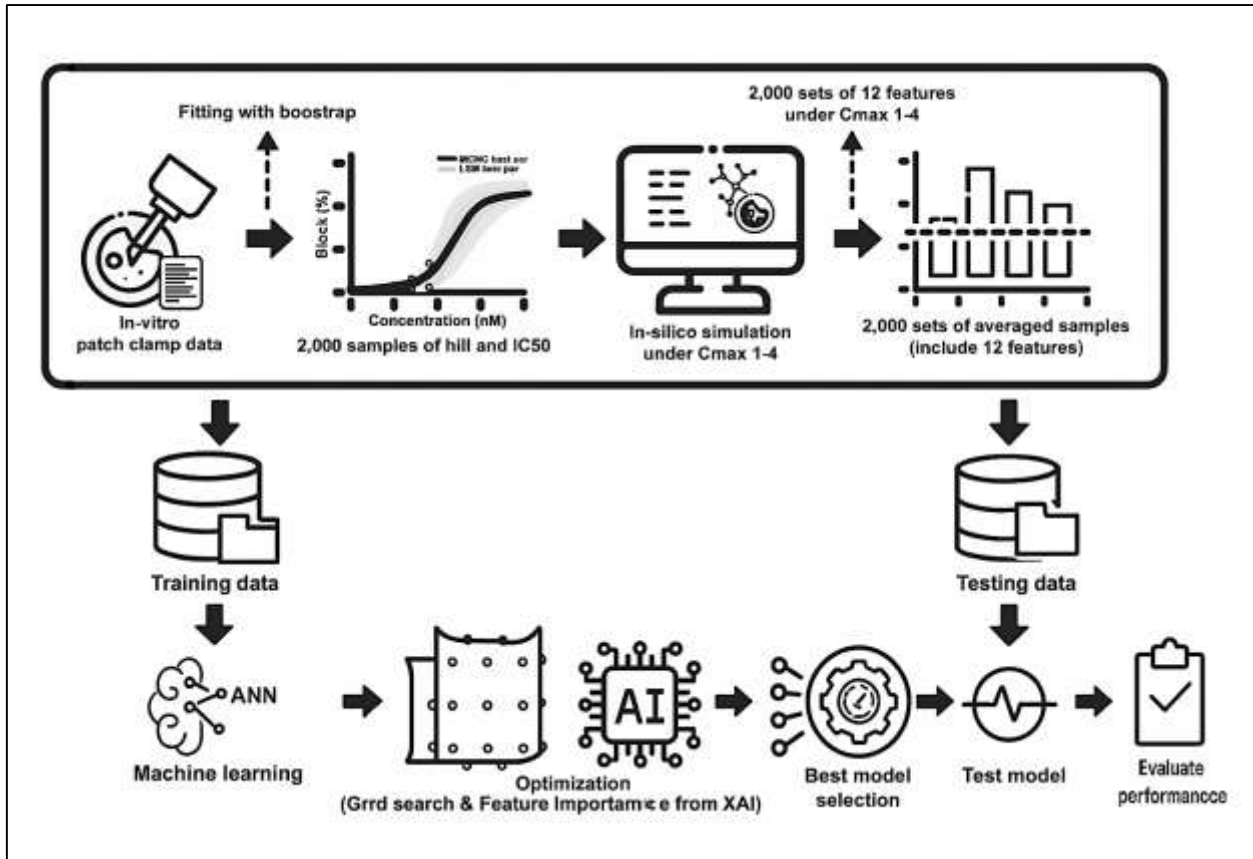 Fitting with boostrap
2,000 sets of 12 features
under Cmax 1-4
Block (%)
Concentration (nM)
In-vitro
patch clamp data
2,000 samples of hill and IC50
In-silico simulation
under Cmax 1-4
2,000 sets of averaged samples
(include 12 features)
Training data
Testing data
ANN
AI
Machine learning
Optimization
(Grrd search & Feature Importam<e from XAI)
Best model
selection
Test model
Evaluate
performancce